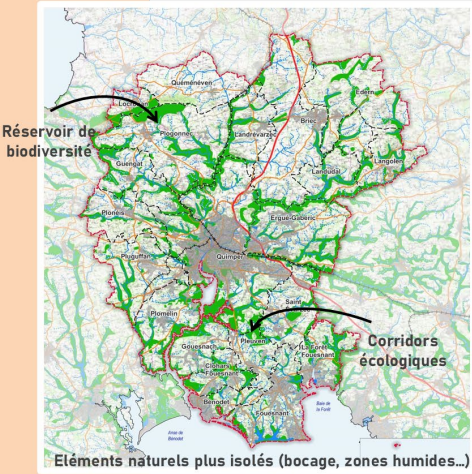 Quéménéven
Edern
Locronan
Plogonnec
Briec
Landrévarzec
Réservoir de
biodiversité
Guengat
Langolen
Landudal
Plonéis
Ergué-Gabéric
Pluguffan
Quimper
Saint
Plomelin
Pleuven
Gouesnach
La Forêt
Fouesnant
Corridors
écologiques
Clohars
Fouesnant
Bénodet
Fouesnant
Anse de
Bénodet
Baie de
la Forêt
Eléments naturels plus isolés (bocage, zones humides..)